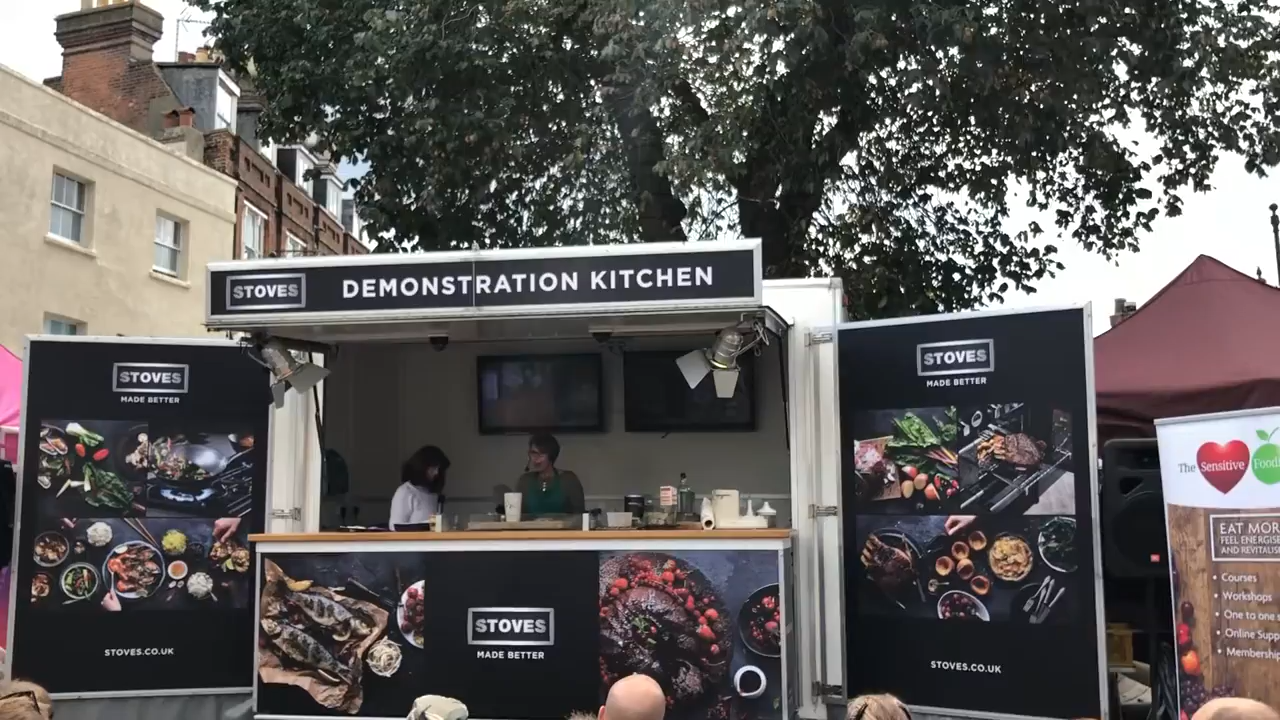 STOVES
DEMONSTRATION KITCHEN
STOVES
MADE BETTER
STOVES.CO.UK
STOVES
MADE BETTER
STOVES
MADE BETTER
STOVES.CO.UK
The Sensitive
EAT MOR
FEEL ENERGISE
AND REVITALIS
• Courses
• Workshops
• One to one
• Online Supp
• Membership